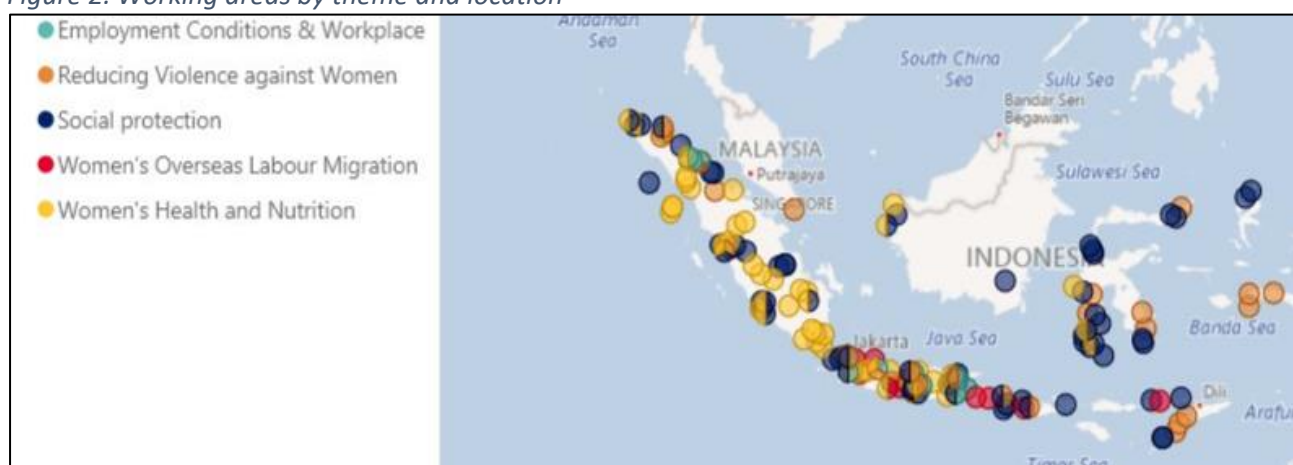 Figure 2. Working areas by theme and location
Employment Conditions & Workplace
Reducing Violence against Women
Social protection
Women's Overseas Labour Migration
Women's Health and Nutrition
Andaman
Sea
South China
Sea
Sulu Sea
Bandar Seri
Begawan
MALAYSIA
Putrajaya
Sulawesi Sea
SINGAPORE
INDONESIA
Banda Sea
Jakarta
Java Sea
Dili
Timor Sea